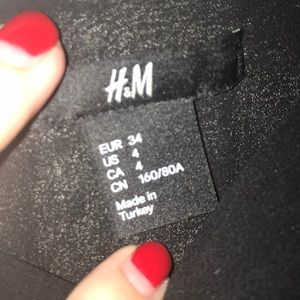 H&M
EUR 34
US 4
CA 4
CN 160/80A
Made in
Turkey